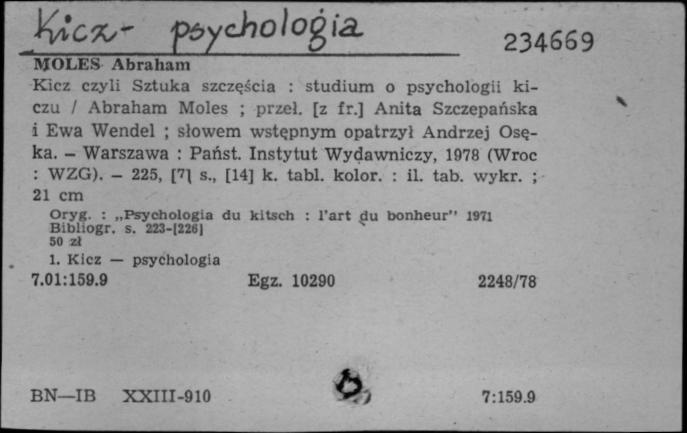 Kicz - psychologia
234669
MOLES Abraham
Kicz czyli Sztuka szczęścia : studium o psychologii ki-
czu / Abraham Moles ; przeł. [z fr.] Anita Szczepańska
i Ewa Wendel ; słowem wstępnym opatrzył Andrzej Osę-
ka. – Warszawa : Państ. Instytut Wydawniczy, 1978 (Wroc
: WZG). – 225, [7] s., [14] k. tabl. kolor. : il. tab. wykr. ;
21 cm
Oryg. : „Psychologia du kitsch : l'art du bonheur” 1971
Bibliogr. s. 223-[226]
50 zł
1. Kicz — psychologia
7.01:159.9 Egz. 10290 2248/78
BN—IB XXIII-910 7:159.9